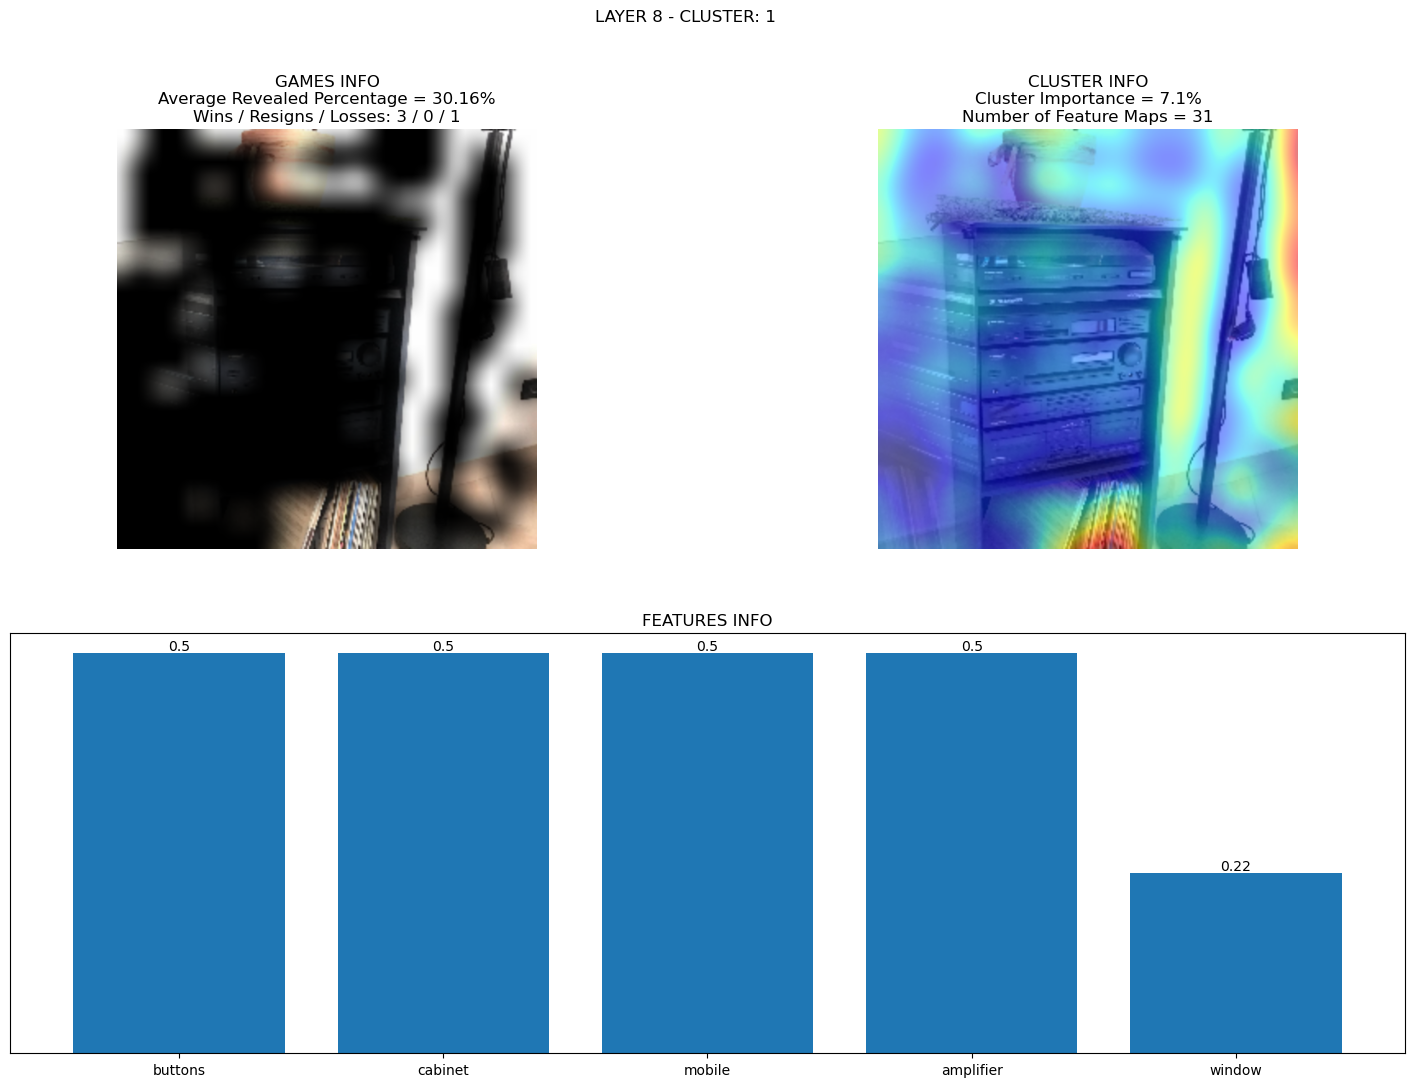 LAYER 8 - CLUSTER: 1
GAMES INFO
Average Revealed Percentage = 30.16%
Wins / Resigns / Losses: 3 / 0 / 1
CLUSTER INFO
Cluster Importance = 7.1%
Number of Feature Maps = 31
FEATURES INFO
0.5
0.5
0.5
0.5
0.22
buttons
cabinet
mobile
amplifier
window